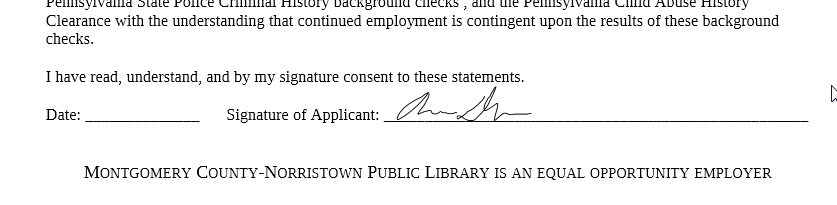 Pennsylvania State Police Criminal History background checks , and the Pennsylvania Child Abuse History
Clearance with the understanding that continued employment is contingent upon the results of these background
checks.
I have read, understand, and by my signature consent to these statements.
Date: ______________ Signature of Applicant: ____________________________________________________
MONTGOMERY COUNTY-NORRISTOWN PUBLIC LIBRARY IS AN EQUAL OPPORTUNITY EMPLOYER